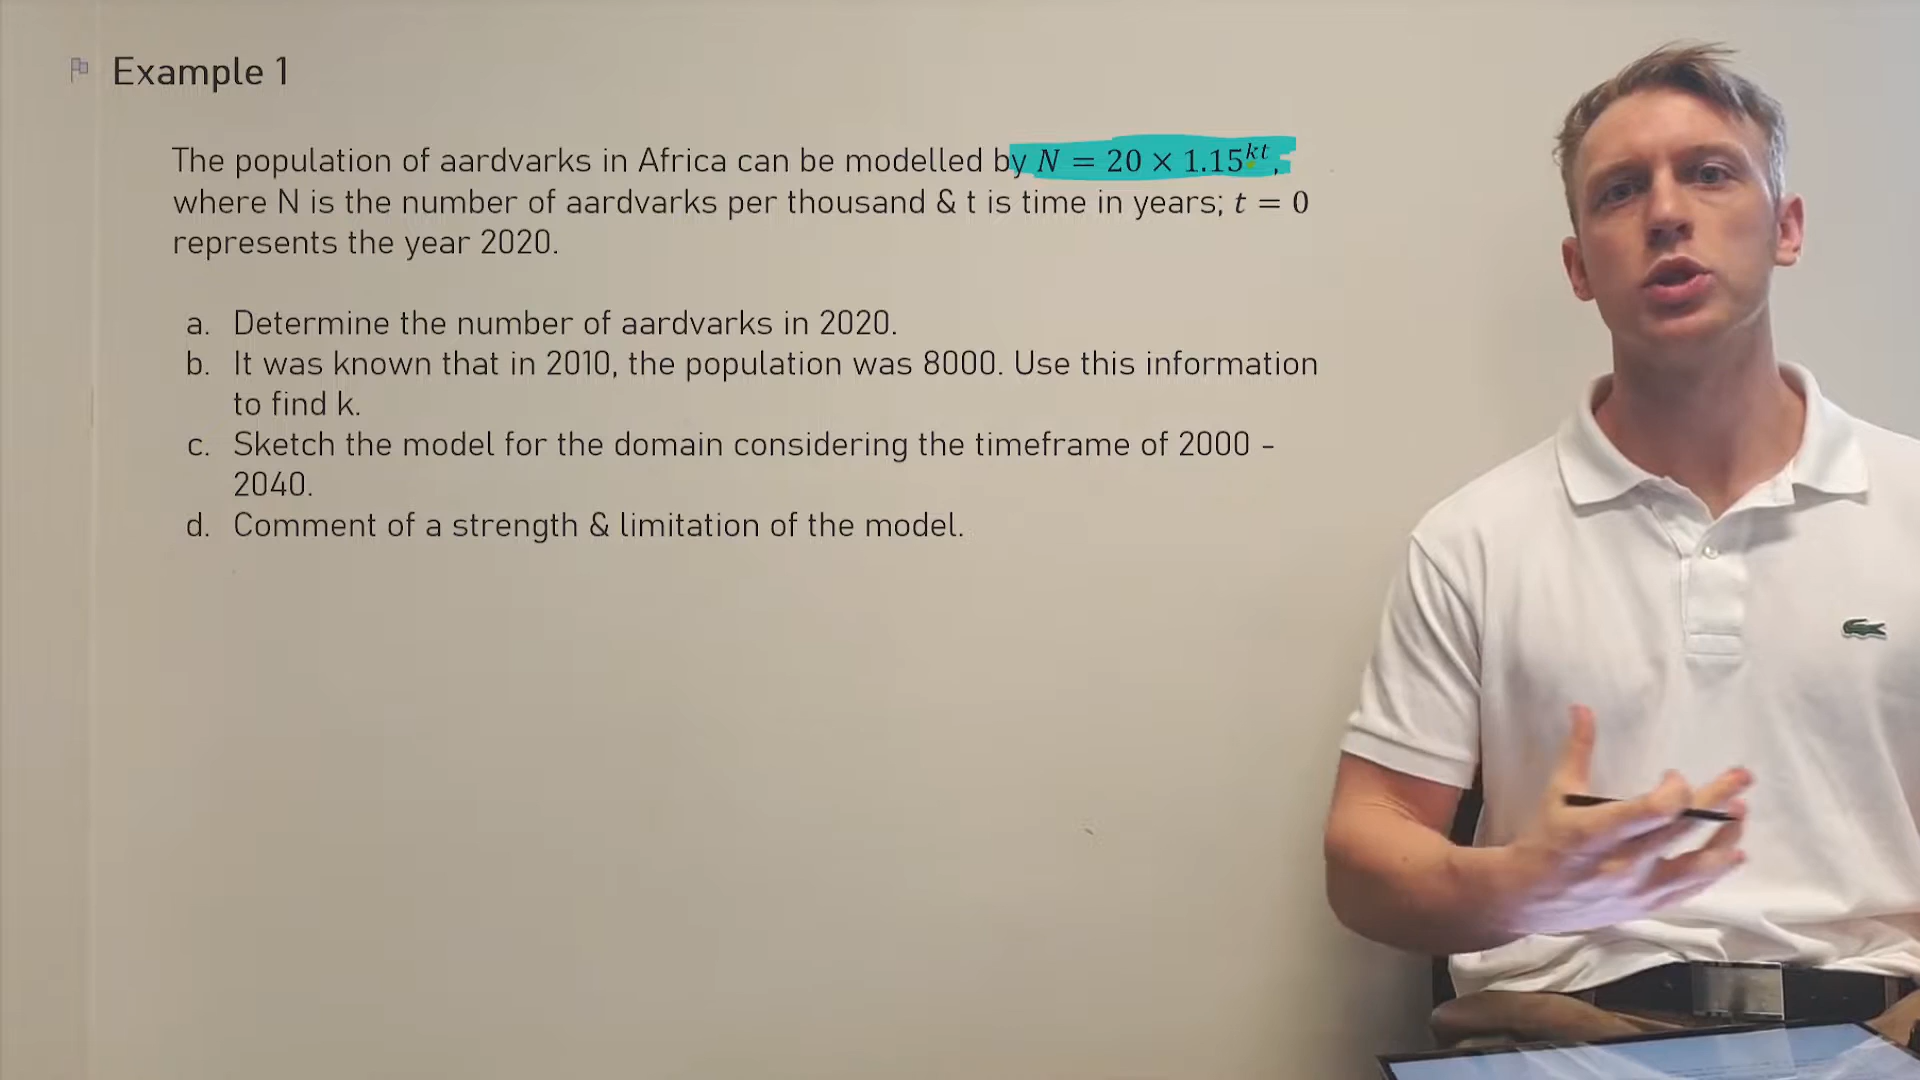 Example 1
The population of aardvarks in Africa can be modelled by N = 20 × 1.15^{kt},
where N is the number of aardvarks per thousand & t is time in years; t = 0
represents the year 2020.
a. Determine the number of aardvarks in 2020.
b. It was known that in 2010, the population was 8000. Use this information
to find k.
c. Sketch the model for the domain considering the timeframe of 2000 -
2040.
d. Comment of a strength & limitation of the model.